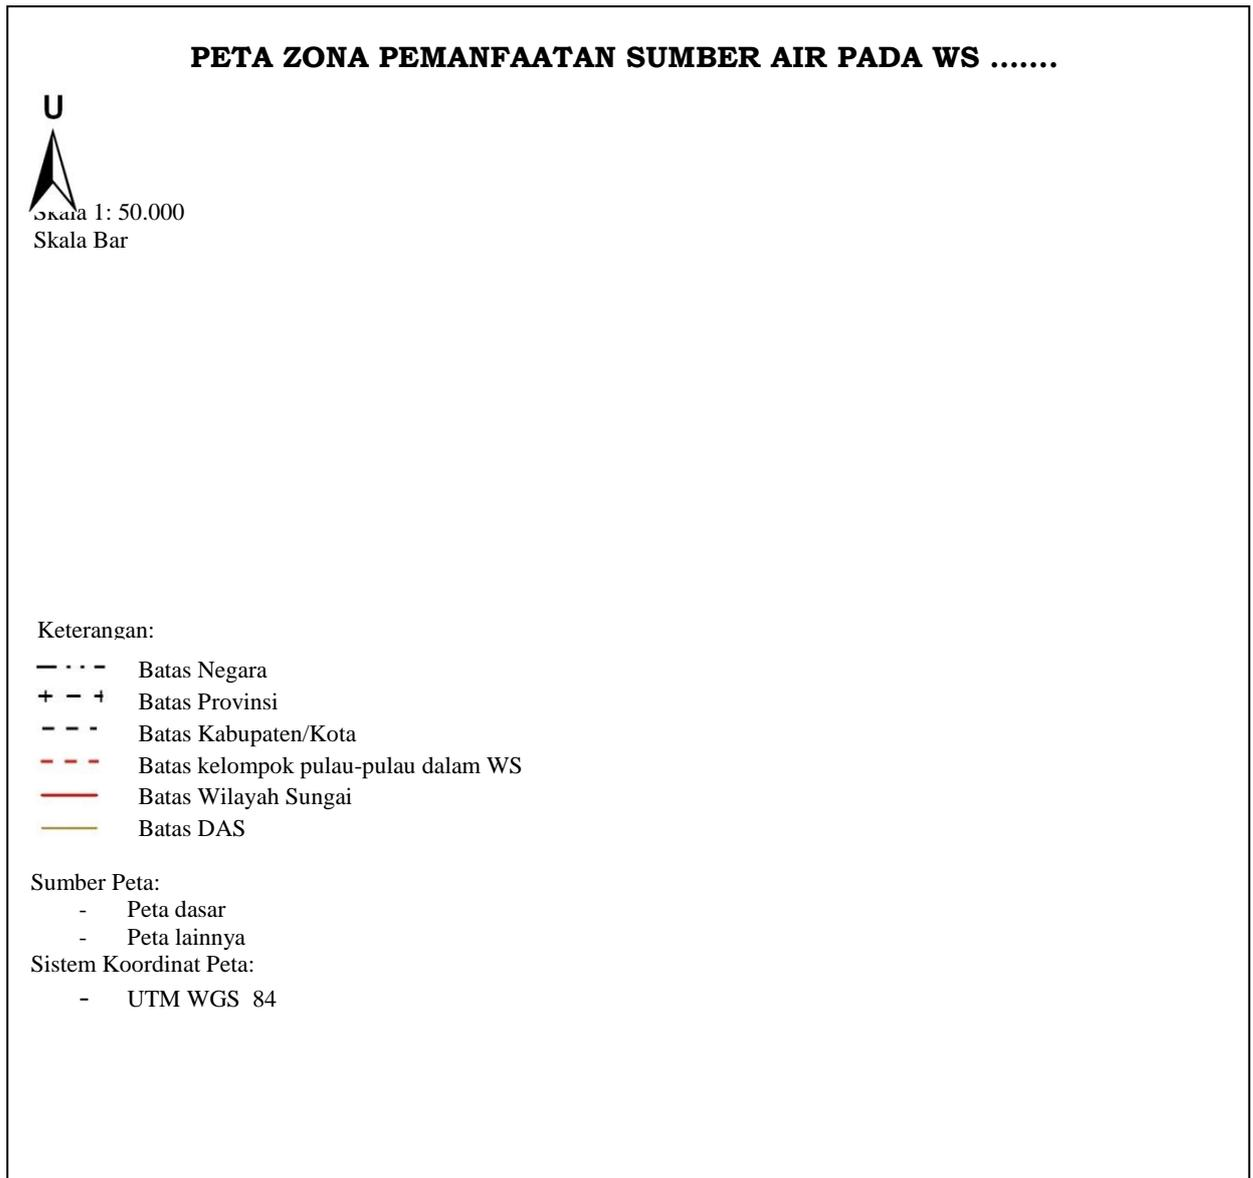 PETA ZONA PEMANFAATAN SUMBER AIR PADA WS .......
U
Skala 1: 50.000
Skala Bar
Keterangan:
Batas Negara
Batas Provinsi
Batas Kabupaten/Kota
Batas kelompok pulau-pulau dalam WS
Batas Wilayah Sungai
Batas DAS
Sumber Peta:
- Peta dasar
- Peta lainnya
Sistem Koordinat Peta:
- UTM WGS 84